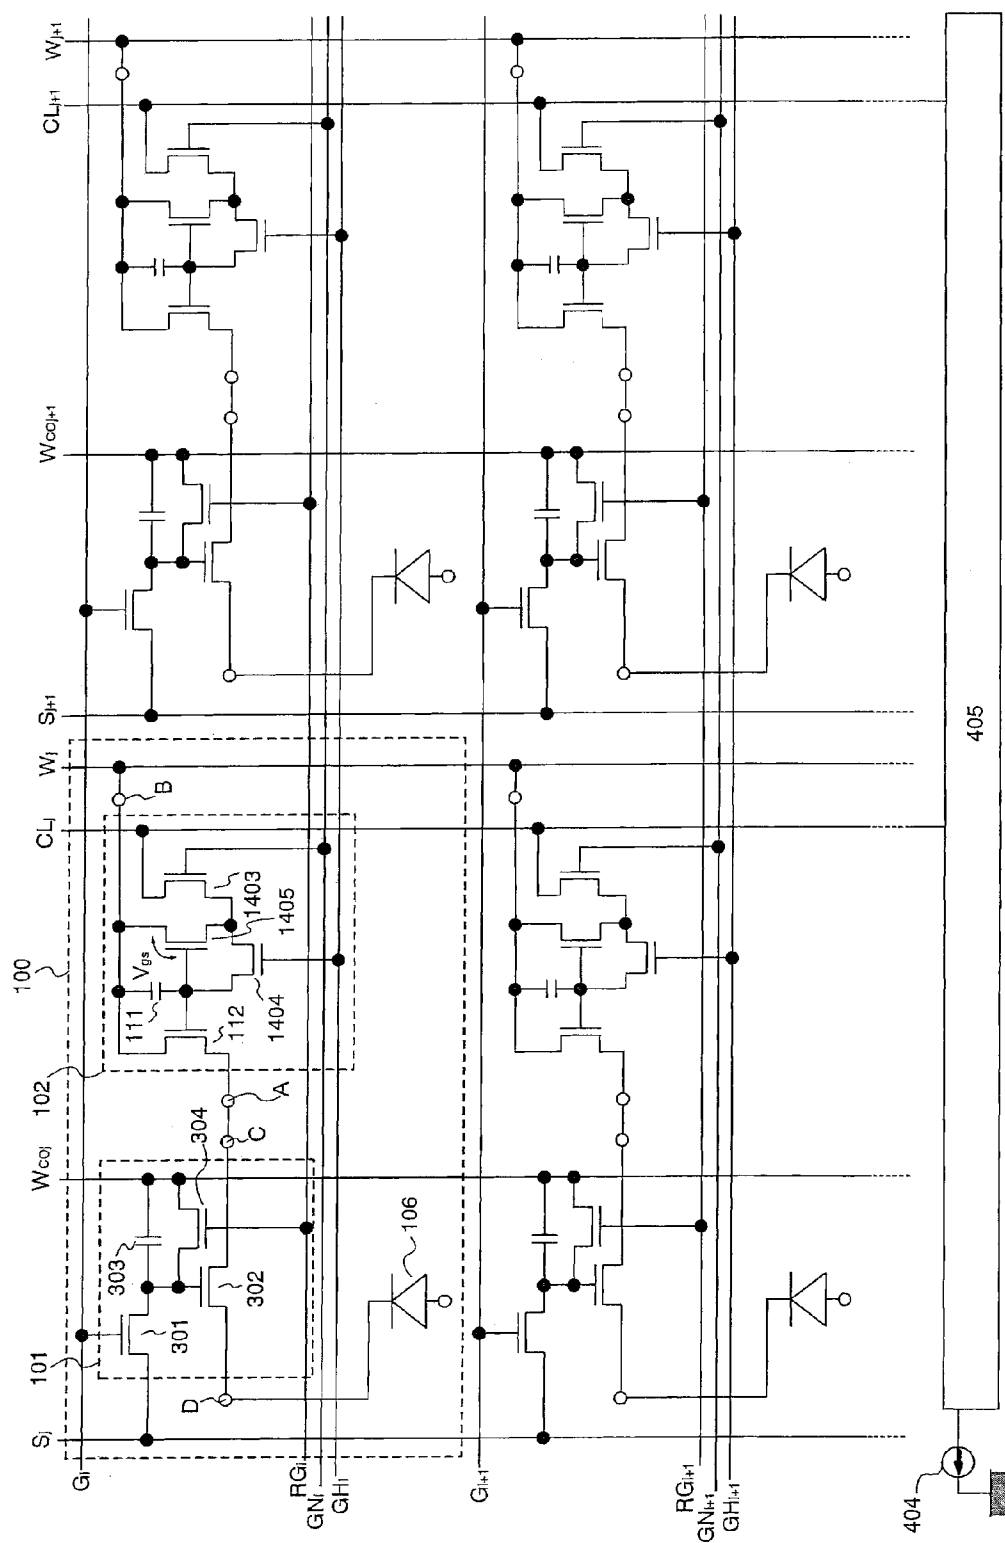 Wj+1
CLj+1
Wcoj+1
Sj+1
Wj
CLj
Wcoj
Sj
100
102
101
B
Vgs
111
112
1403
1405
1404
A
C
304
303
302
301
D
106
Gi
RGi
GNi
GHi
Gi+1
RGi+1
GNi+1
GHi+1
404
405